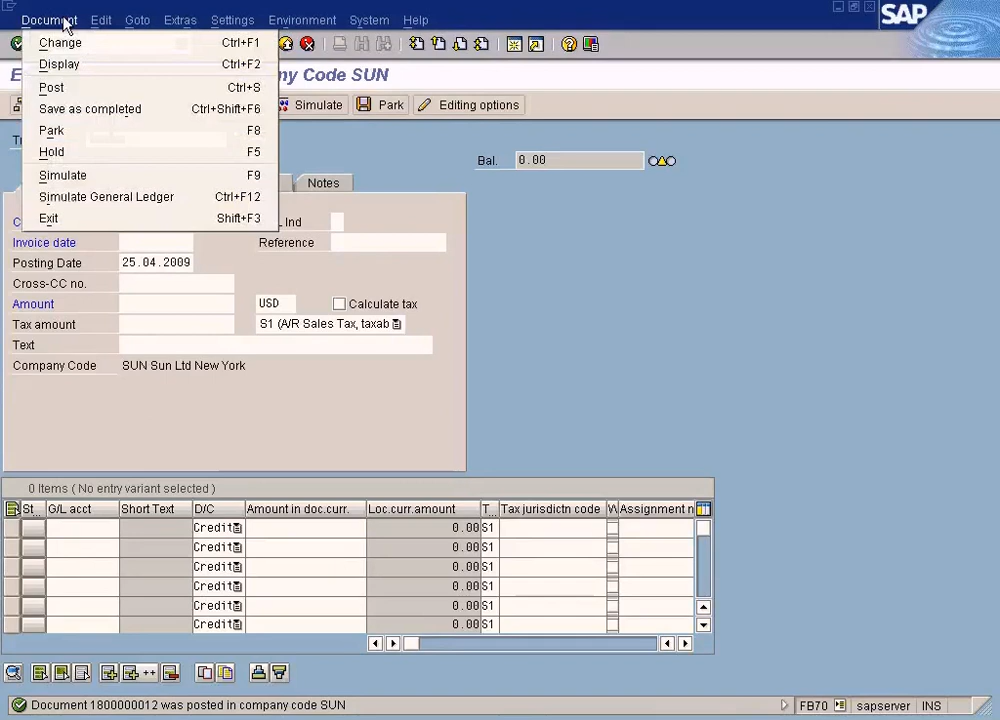 Document Edit Goto Extras Settings Environment System Help
SAP
Change Ctrl+F1
Display Ctrl+F2
Post Ctrl+S
Save as completed Ctrl+Shift+F6
Park F8
Hold F5
Simulate F9
Simulate General Ledger Ctrl+F12
Exit Shift+F3
E pany Code SUN
Simulate Park Editing options
Bal. 0.00
Notes
Ind
Invoice date Reference
Posting Date 25.04.2009
Cross-CC no.
Amount USD Calculate tax
Tax amount S1 (A/R Sales Tax, taxab
Text
Company Code SUN Sun Ltd New York
0 Items ( No entry variant selected )
St.. G/L acct Short Text D/C Amount in doc.curr. Loc.curr.amount T.. Tax jurisdictn code W Assignment n
Credit 0.00 S1
Credit 0.00 S1
Credit 0.00 S1
Credit 0.00 S1
Credit 0.00 S1
Credit 0.00 S1
Document 1800000012 was posted in company code SUN FB70 sapserver INS